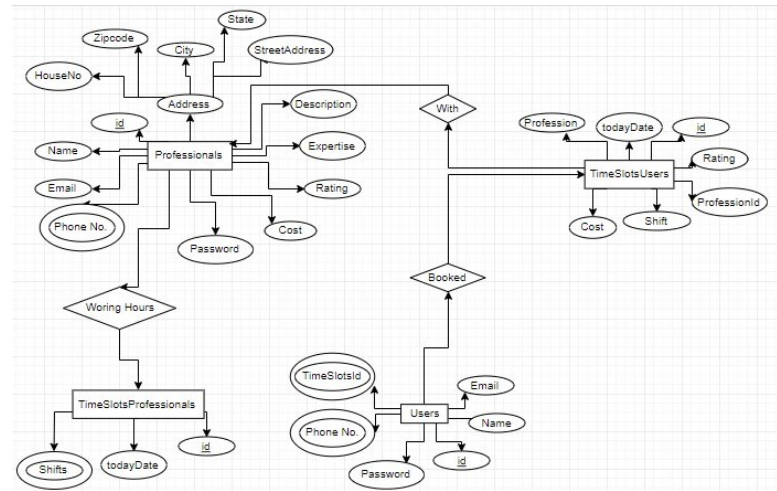 State
Zipcode
City
StreetAddress
HouseNo
Address
With
Description
id
Profession
todayDate
id
Name
Professionals
Expertise
Rating
TimeSlotsUsers
Email
Rating
ProfessionId
Phone No.
Cost
Shift
Cost
Password
Booked
Woring Hours
TimeSlotsId
Email
TimeSlotsProfessionals
Users
Name
Phone No.
id
Shifts
todayDate
Password
id